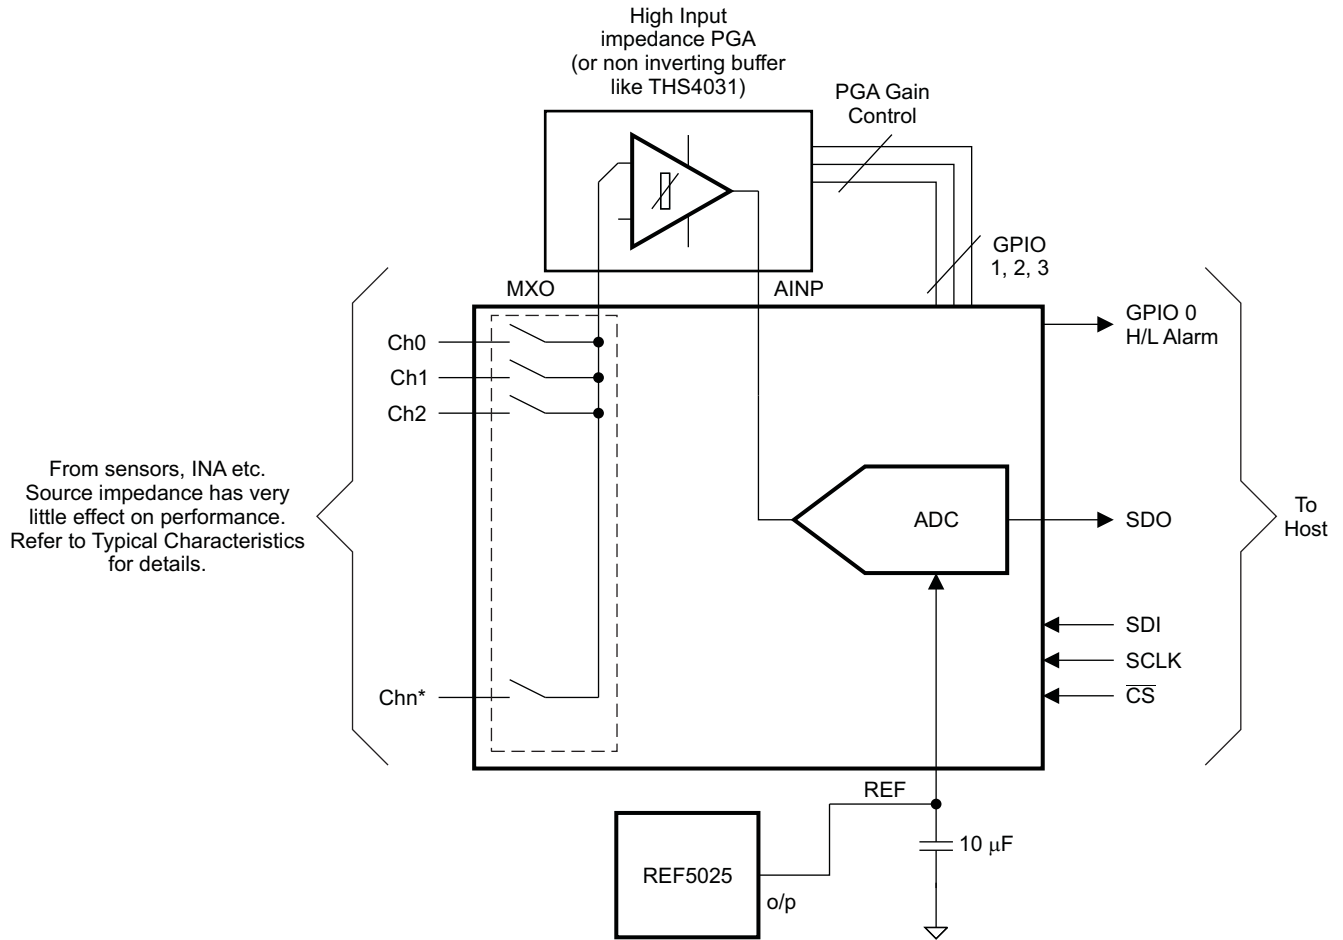 High Input
impedance PGA
(or non inverting buffer
like THS4031)
PGA Gain
Control
GPIO
1, 2, 3
MXO
AINP
GPIO 0
H/L Alarm
Ch0
Ch1
Ch2
From sensors, INA etc.
Source impedance has very
little effect on performance.
Refer to Typical Characteristics
for details.
ADC
SDO
To
Host
SDI
SCLK
C̅S̅
Chn*
REF
10 μF
REF5025
o/p